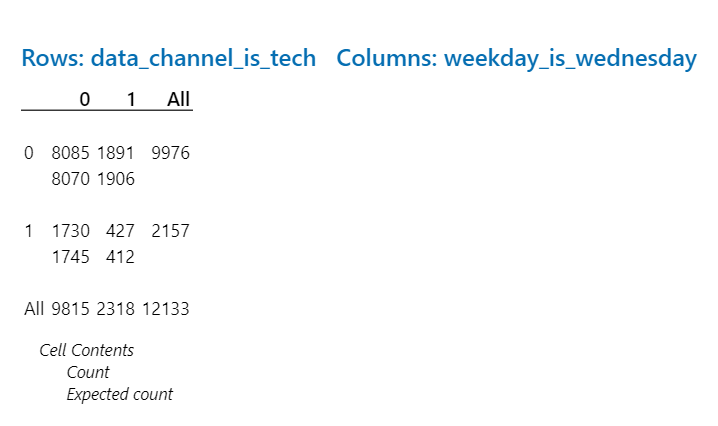 Rows: data_channel_is_tech Columns: weekday_is_wednesday
0 1 All
0 8085 1891 9976
8070 1906
1 1730 427 2157
1745 412
All 9815 2318 12133
Cell Contents
Count
Expected count